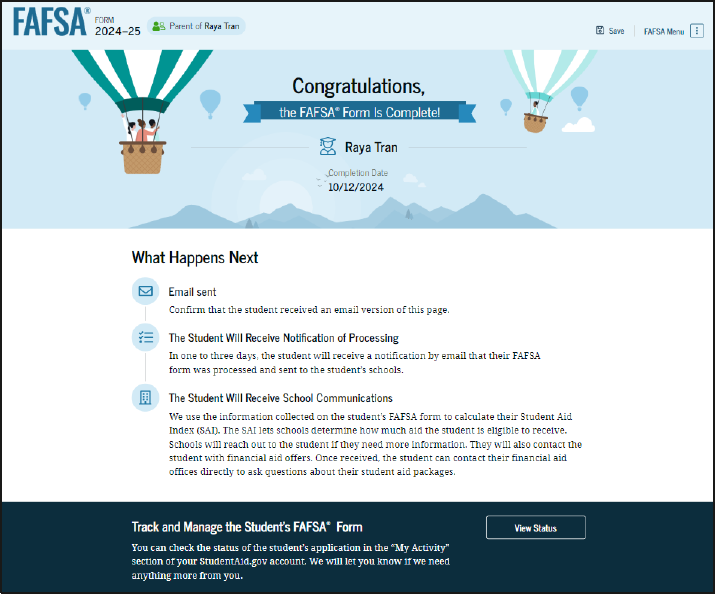 FAFSA®
FORM
2024–25
Parent of Raya Tran
Save
FAFSA Menu
Congratulations,
the FAFSA® Form Is Complete!
Raya Tran
Completion Date
10/12/2024
What Happens Next
Email sent
Confirm that the student received an email version of this page.
The Student Will Receive Notification of Processing
In one to three days, the student will receive a notification by email that their FAFSA
form was processed and sent to the student's schools.
The Student Will Receive School Communications
We use the information collected on the student's FAFSA form to calculate their Student Aid
Index (SAI). The SAI lets schools determine how much aid the student is eligible to receive.
Schools will reach out to the student if they need more information. They will also contact the
student with financial aid offers. Once received, the student can contact their financial aid
offices directly to ask questions about their student aid packages.
Track and Manage the Student's FAFSA® Form
View Status
You can check the status of the student's application in the “My Activity”
section of your StudentAid.gov account. We will let you know if we need
anything more from you.